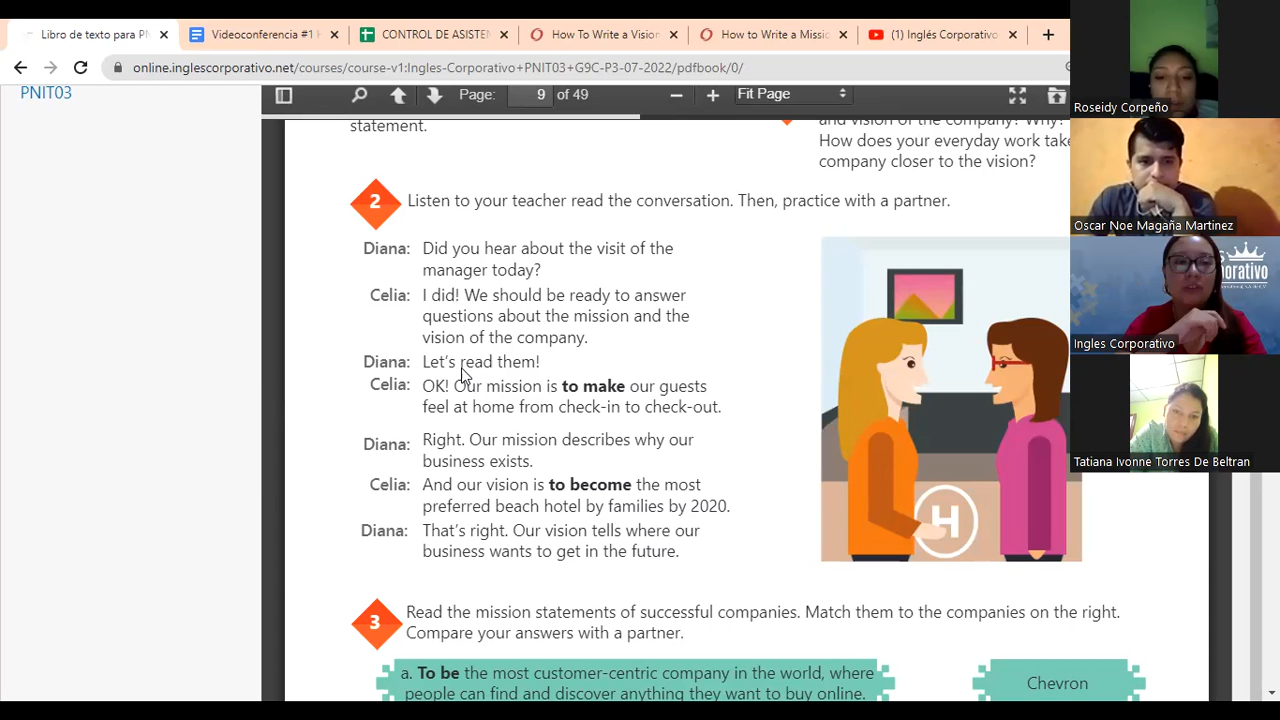 Libro de texto para PN
Videoconferencia #1
CONTROL DE ASISTEN
How To Write a Vision
How to Write a Missio
(1) Inglés Corporativo
online.inglescorporativo.net/courses/course-v1:Ingles-Corporativo+PNIT03+G9C-P3-07-2022/pdfbook/0/
PNIT03
Page: 9 of 49
Fit Page
statement.
and vision of the company? Why?
How does your everyday work take
company closer to the vision?
2 Listen to your teacher read the conversation. Then, practice with a partner.
Diana: Did you hear about the visit of the
manager today?
Celia: I did! We should be ready to answer
questions about the mission and the
vision of the company.
Diana: Let's read them!
Celia: OK! Our mission is to make our guests
feel at home from check-in to check-out.
Diana: Right. Our mission describes why our
business exists.
Celia: And our vision is to become the most
preferred beach hotel by families by 2020.
Diana: That's right. Our vision tells where our
business wants to get in the future.
H
3 Read the mission statements of successful companies. Match them to the companies on the right.
Compare your answers with a partner.
a. To be the most customer-centric company in the world, where
people can find and discover anything they want to buy online.
Chevron
Roseidy Corpeño
Oscar Noe Magaña Martinez
orativo
Ingles Corporativo
Tatiana Ivonne Torres De Beltran